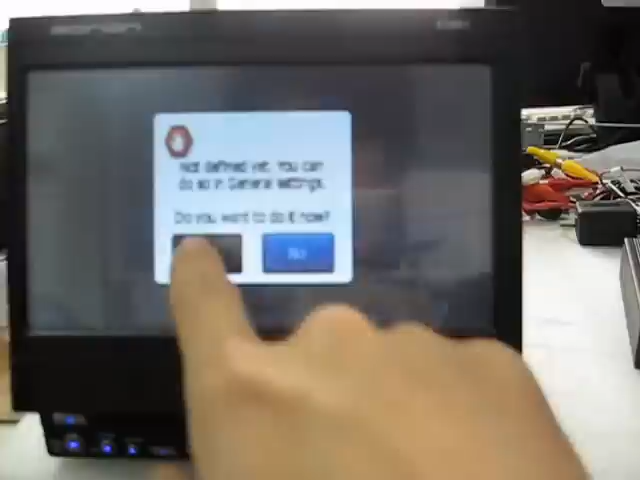 Not defined yet. You can
do so in General settings.
Do you want to do it now?
No